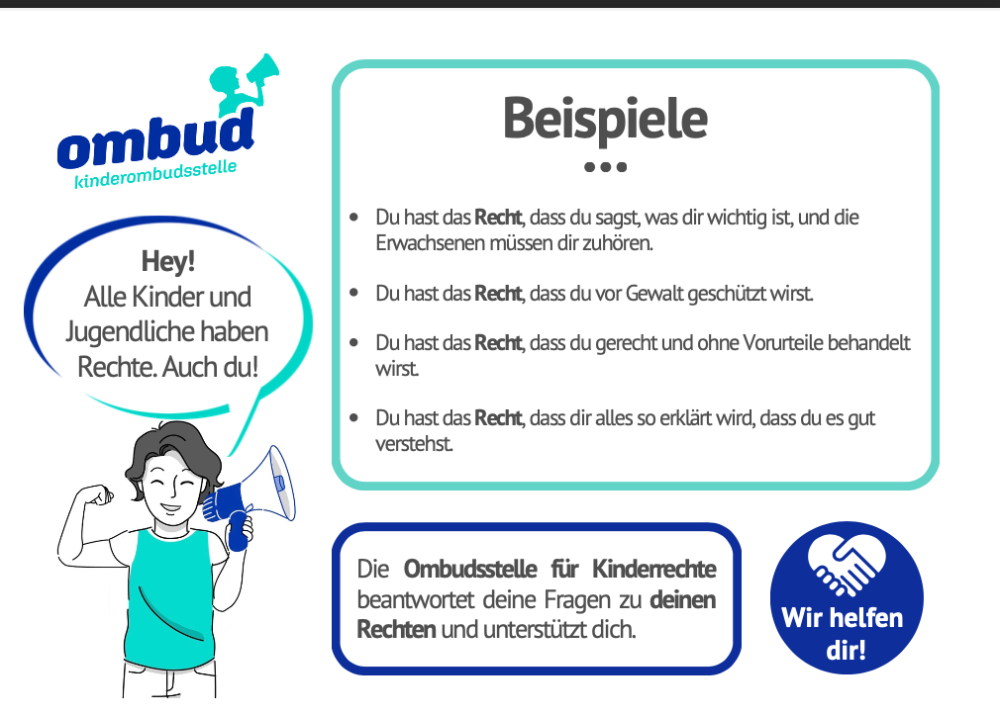 ombud
kinderombudsstelle
Hey!
Alle Kinder und
Jugendliche haben
Rechte. Auch du!
Beispiele
•••
• Du hast das Recht, dass du sagst, was dir wichtig ist, und die
Erwachsenen müssen dir zuhören.
• Du hast das Recht, dass du vor Gewalt geschützt wirst.
• Du hast das Recht, dass du gerecht und ohne Vorurteile behandelt
wirst.
• Du hast das Recht, dass dir alles so erklärt wird, dass du es gut
verstehst.
Die Ombudsstelle für Kinderrechte
beantwortet deine Fragen zu deinen
Rechten und unterstützt dich.
Wir helfen
dir!